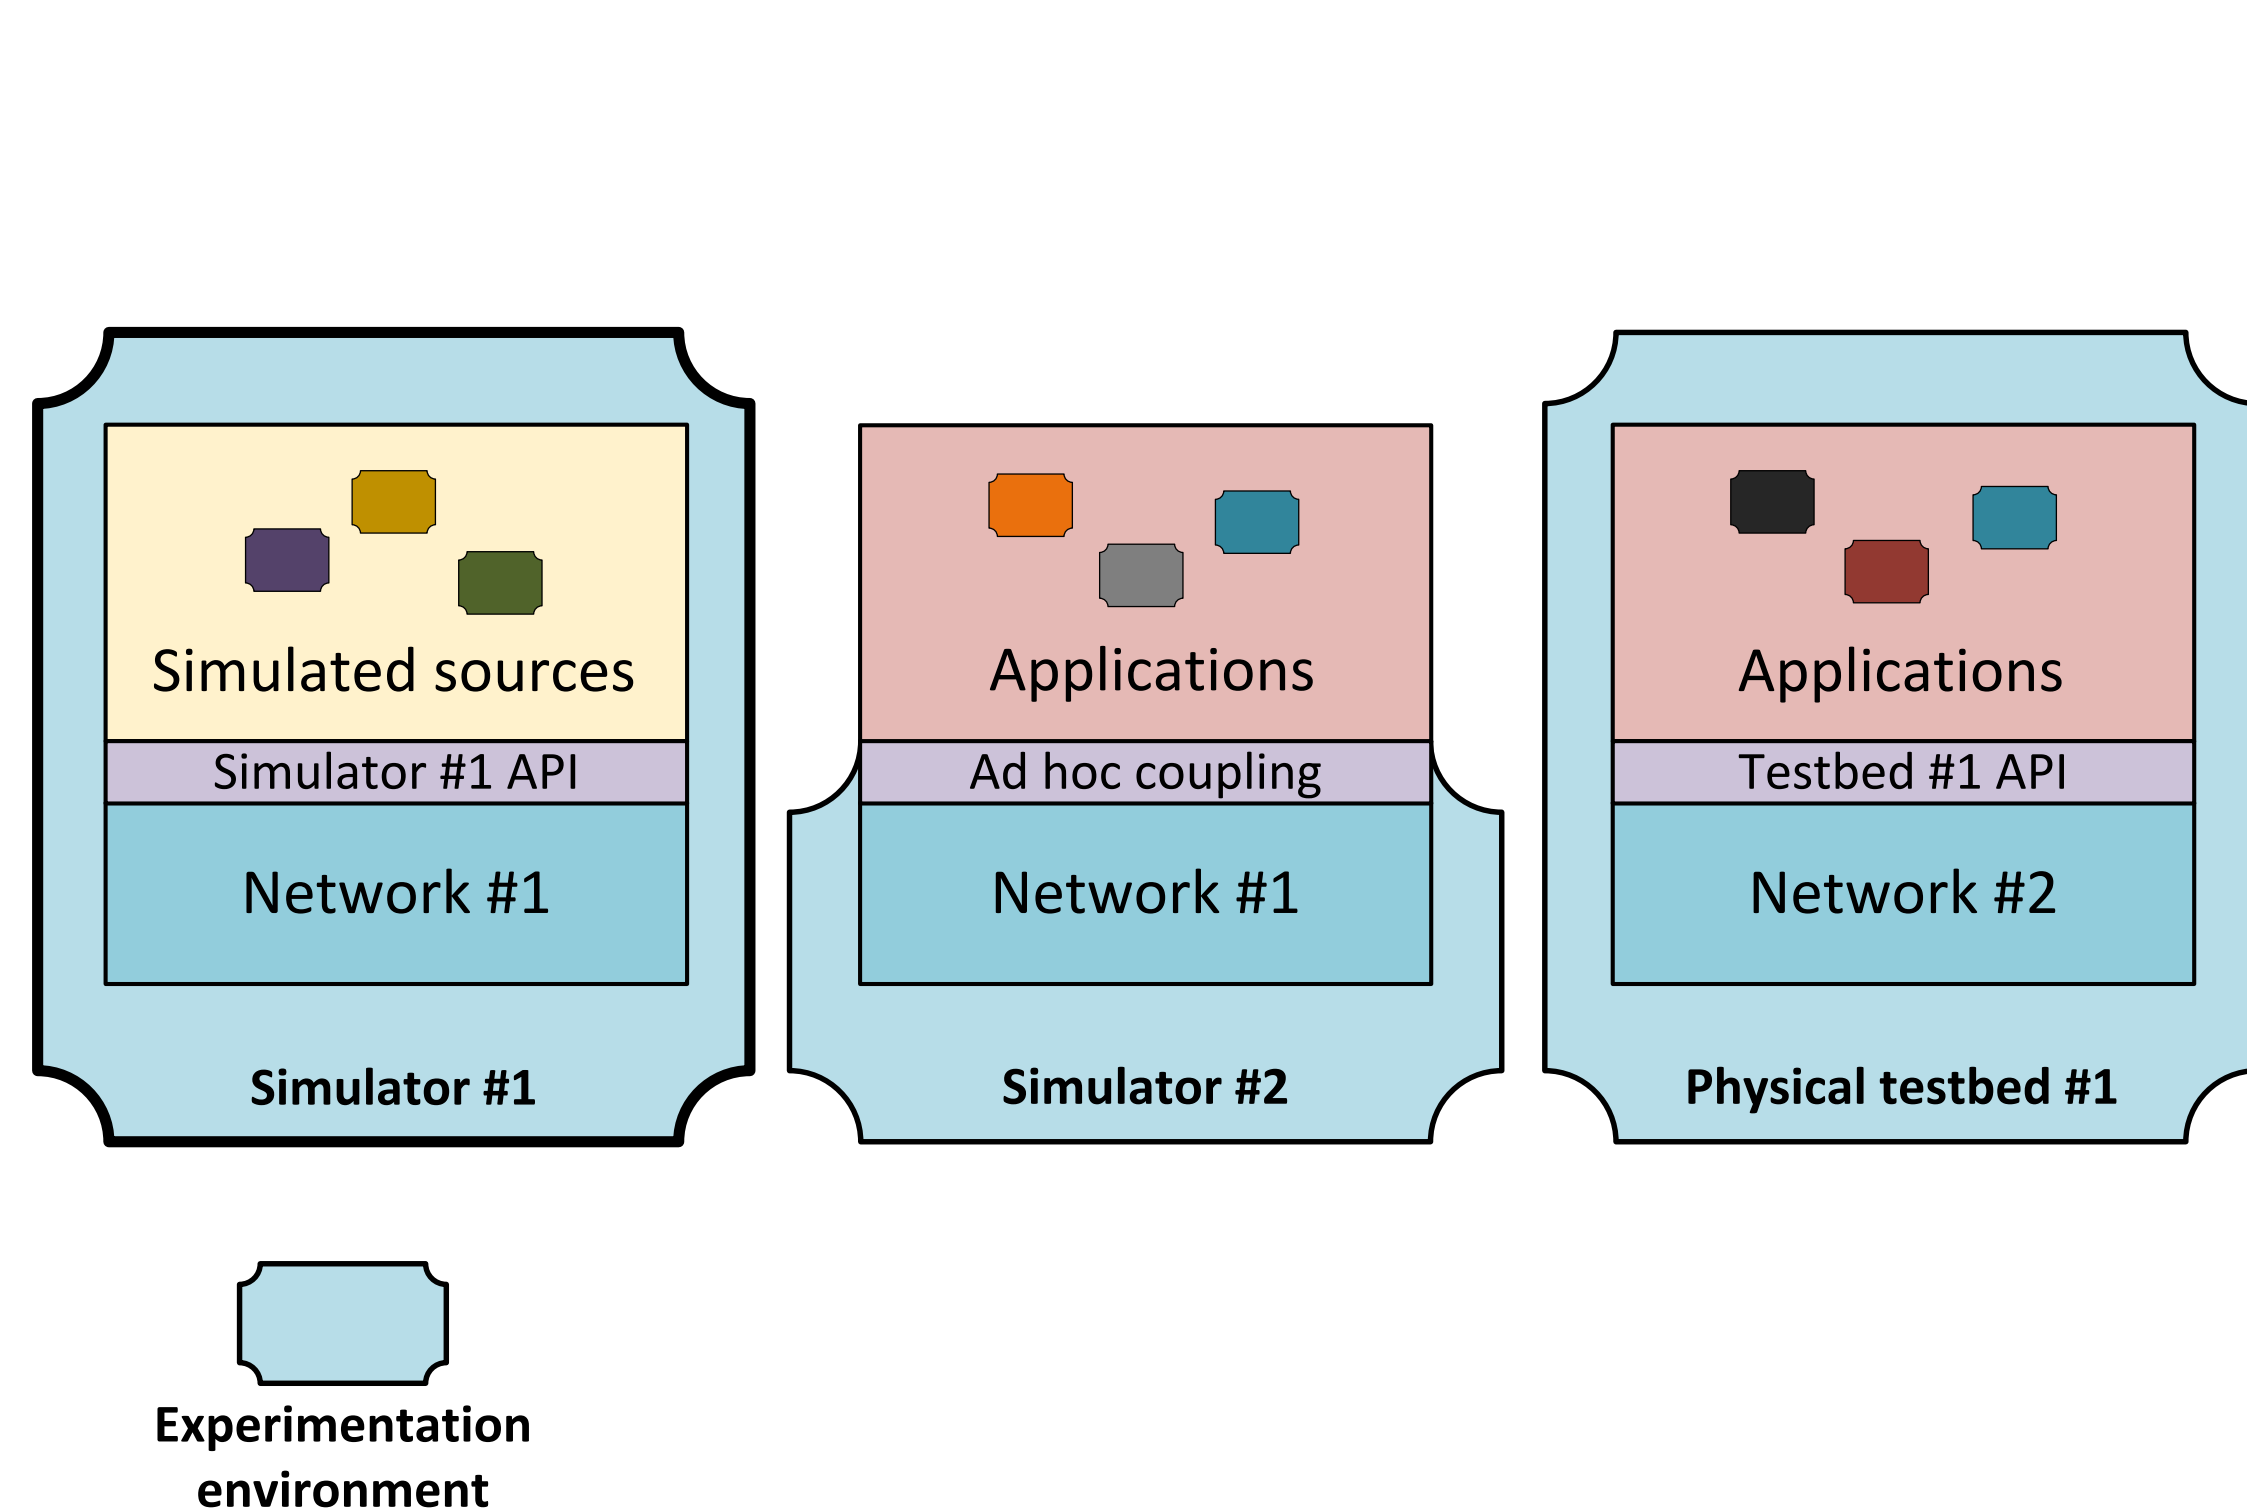 Simulated sources
Simulator #1 API
Network #1
Simulator #1
Applications
Ad hoc coupling
Network #1
Simulator #2
Applications
Testbed #1 API
Network #2
Physical testbed #1
Experimentation
environment